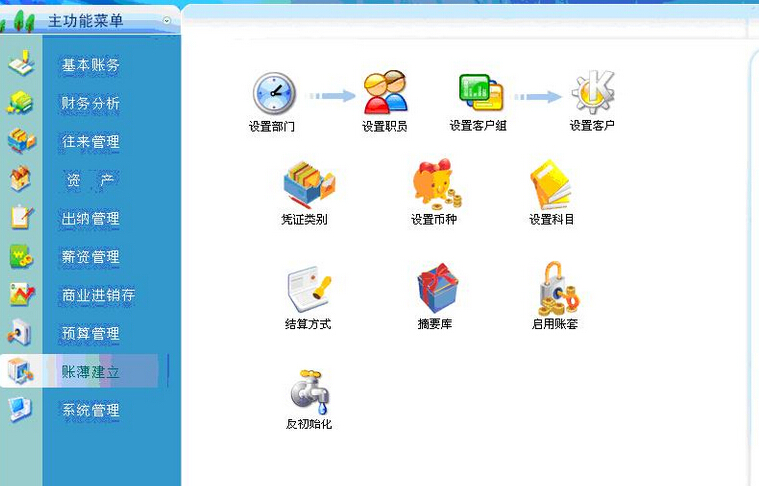 主功能菜单
基本账务
财务分析
往来管理
资 产
出纳管理
薪资管理
商业进销存
预算管理
账薄建立
系统管理
设置部门 设置职员 设置客户组 设置客户
凭证类别 设置币种 设置科目
结算方式 摘要库 启用账套
反初始化